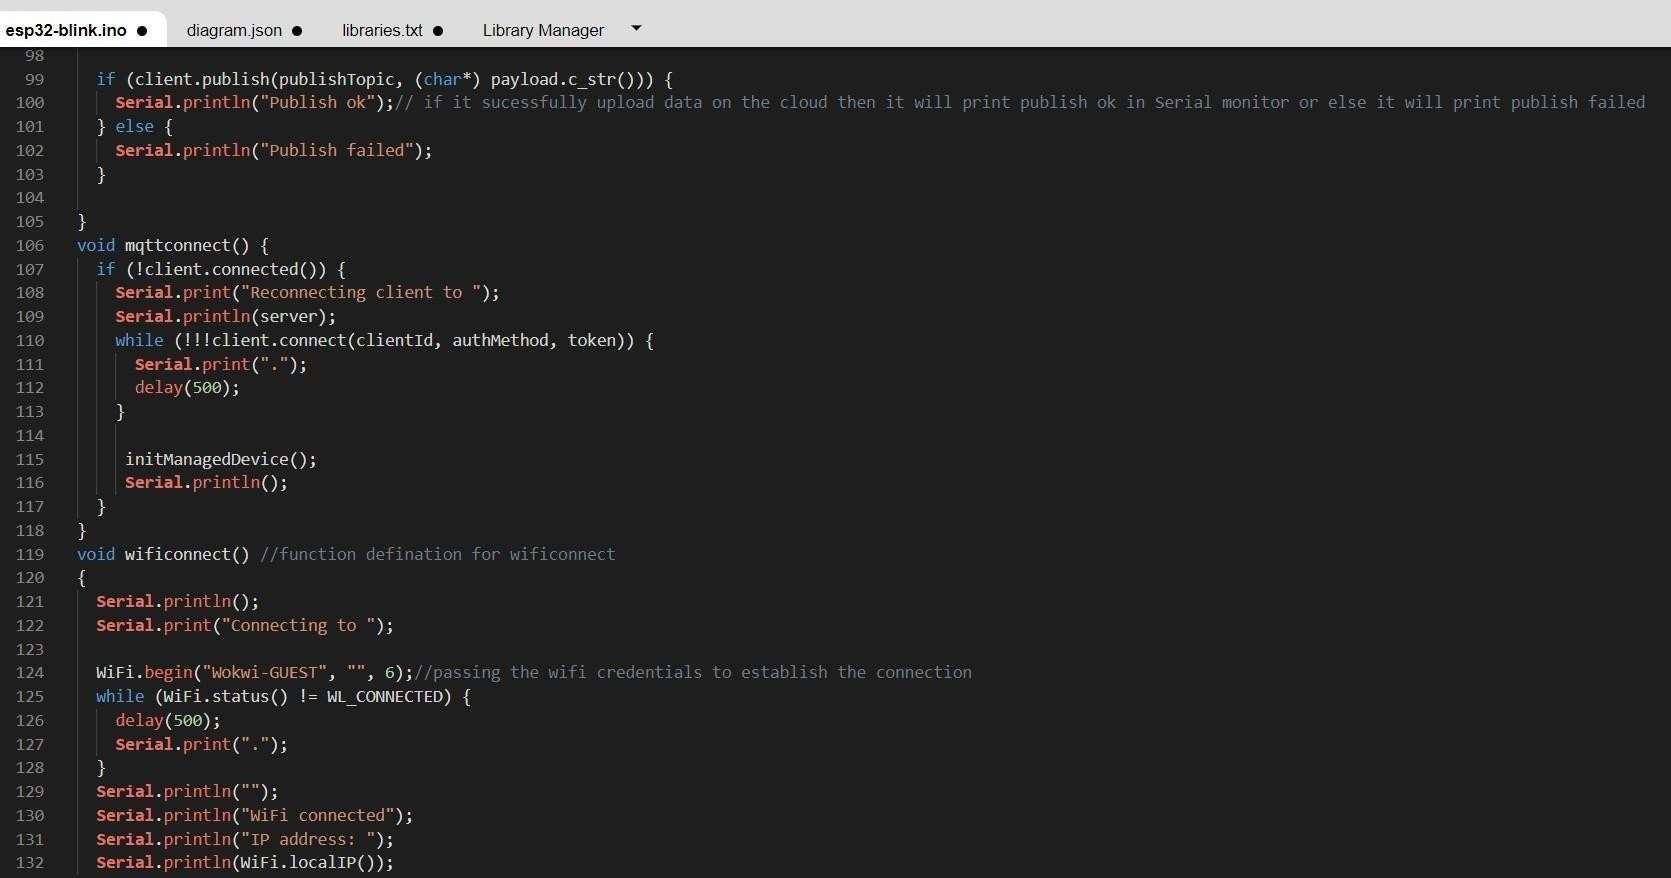 esp32-blink.ino ● diagram.json ● libraries.txt ● Library Manager ▼
98
99 if (client.publish(publishTopic, (char*) payload.c_str())) {
100 Serial.println("Publish ok");// if it sucessfully upload data on the cloud then it will print publish ok in Serial monitor or else it will print publish failed
101 } else {
102 Serial.println("Publish failed");
103 }
104
105 }
106 void mqttconnect() {
107 if (!client.connected()) {
108 Serial.print("Reconnecting client to ");
109 Serial.println(server);
110 while (!!!client.connect(clientId, authMethod, token)) {
111 Serial.print(".");
112 delay(500);
113 }
114
115 initManagedDevice();
116 Serial.println();
117 }
118 }
119 void wificonnect() //function defination for wificonnect
120 {
121 Serial.println();
122 Serial.print("Connecting to ");
123
124 WiFi.begin("Wokwi-GUEST", "", 6);//passing the wifi credentials to establish the connection
125 while (WiFi.status() != WL_CONNECTED) {
126 delay(500);
127 Serial.print(".");
128 }
129 Serial.println("");
130 Serial.println("WiFi connected");
131 Serial.println("IP address: ");
132 Serial.println(WiFi.localIP());